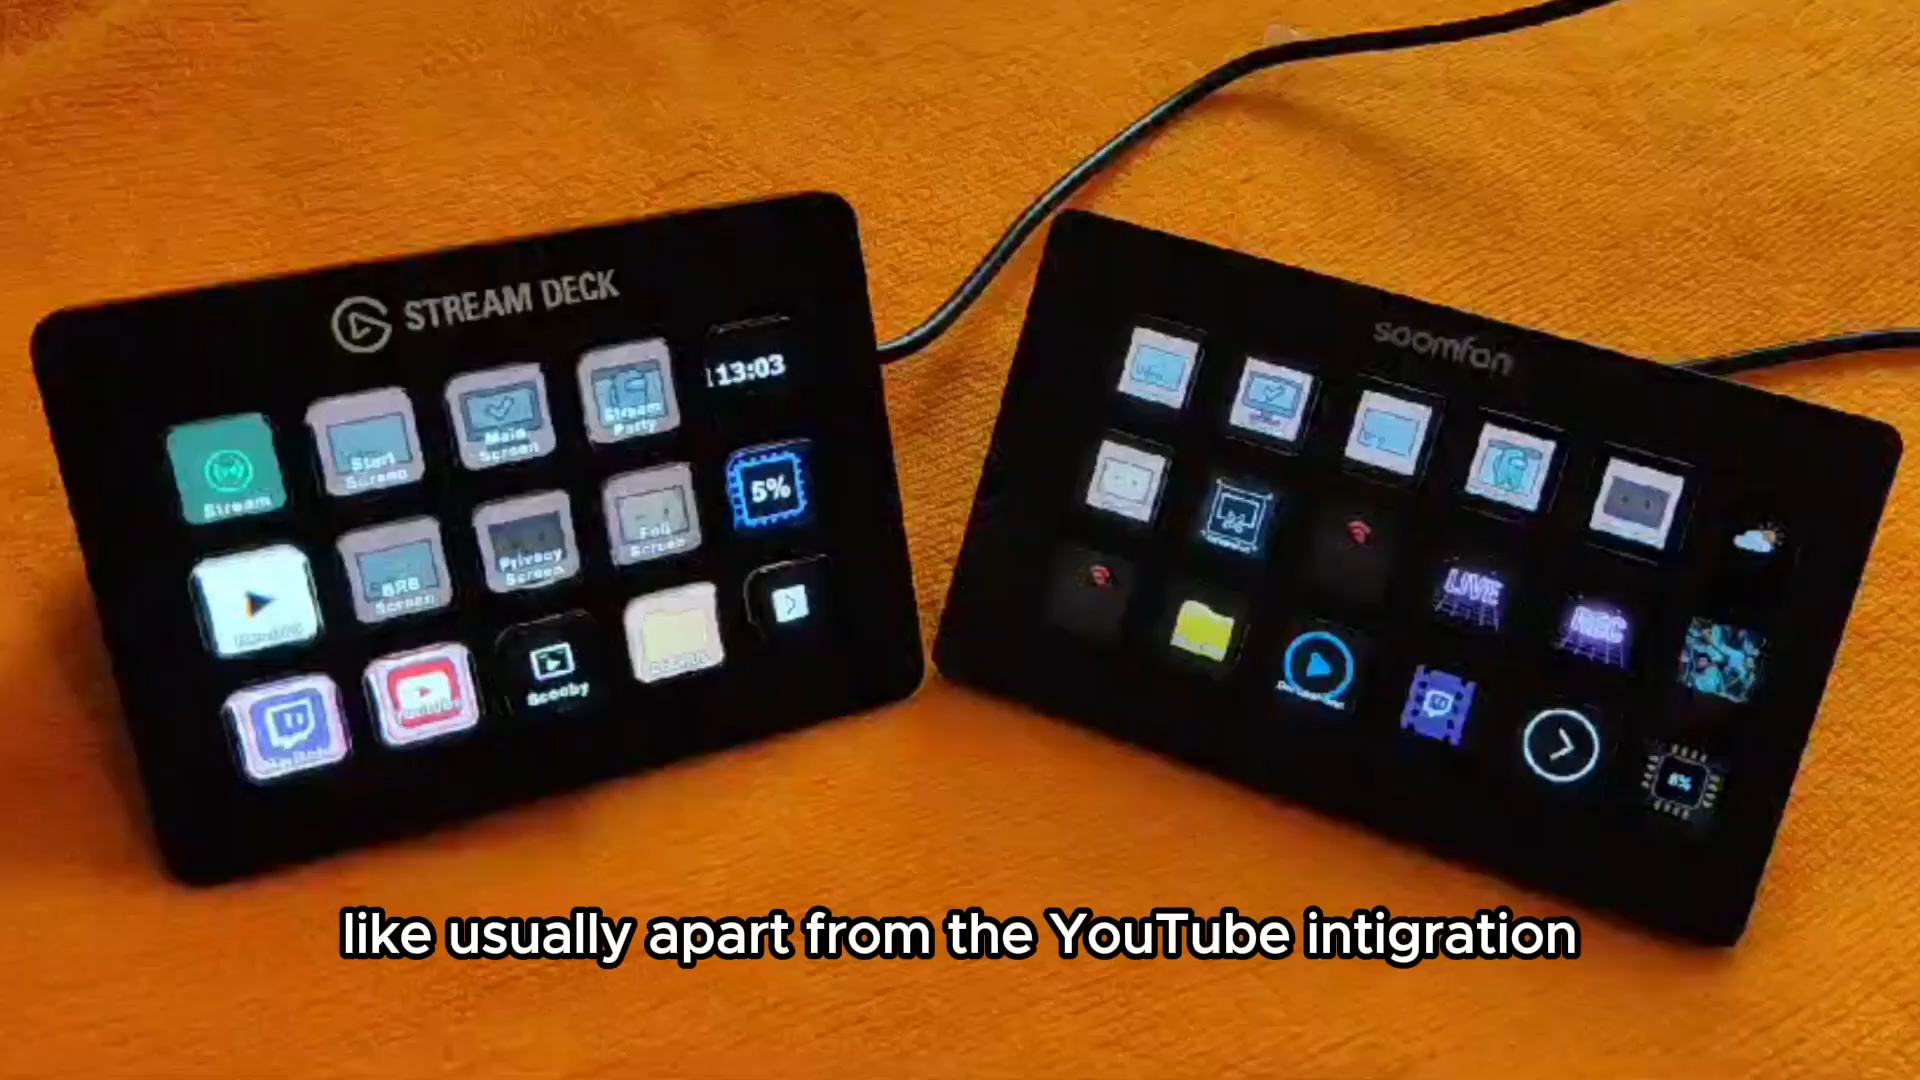 STREAM DECK
13:03
Stream
Start
Screen
Main
Screen
Stream
Party
5%
BRB
Screen
Privacy
Screen
Full
Screen
Scooby
soomfon
LIVE
REC
like usually apart from the YouTube intigration